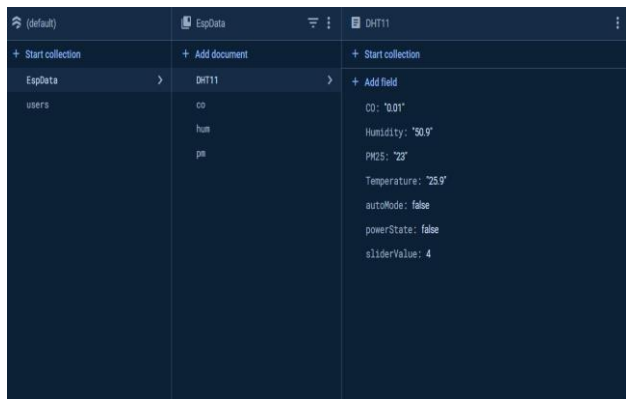 (default)
+ Start collection
EspData
users
EspData
+ Add document
DHT11
co
hum
pm
DHT11
+ Start collection
+ Add field
CO: "0.01"
Humidity: "50.9"
PM25: "23"
Temperature: "25.9"
autoMode: false
powerState: false
sliderValue: 4